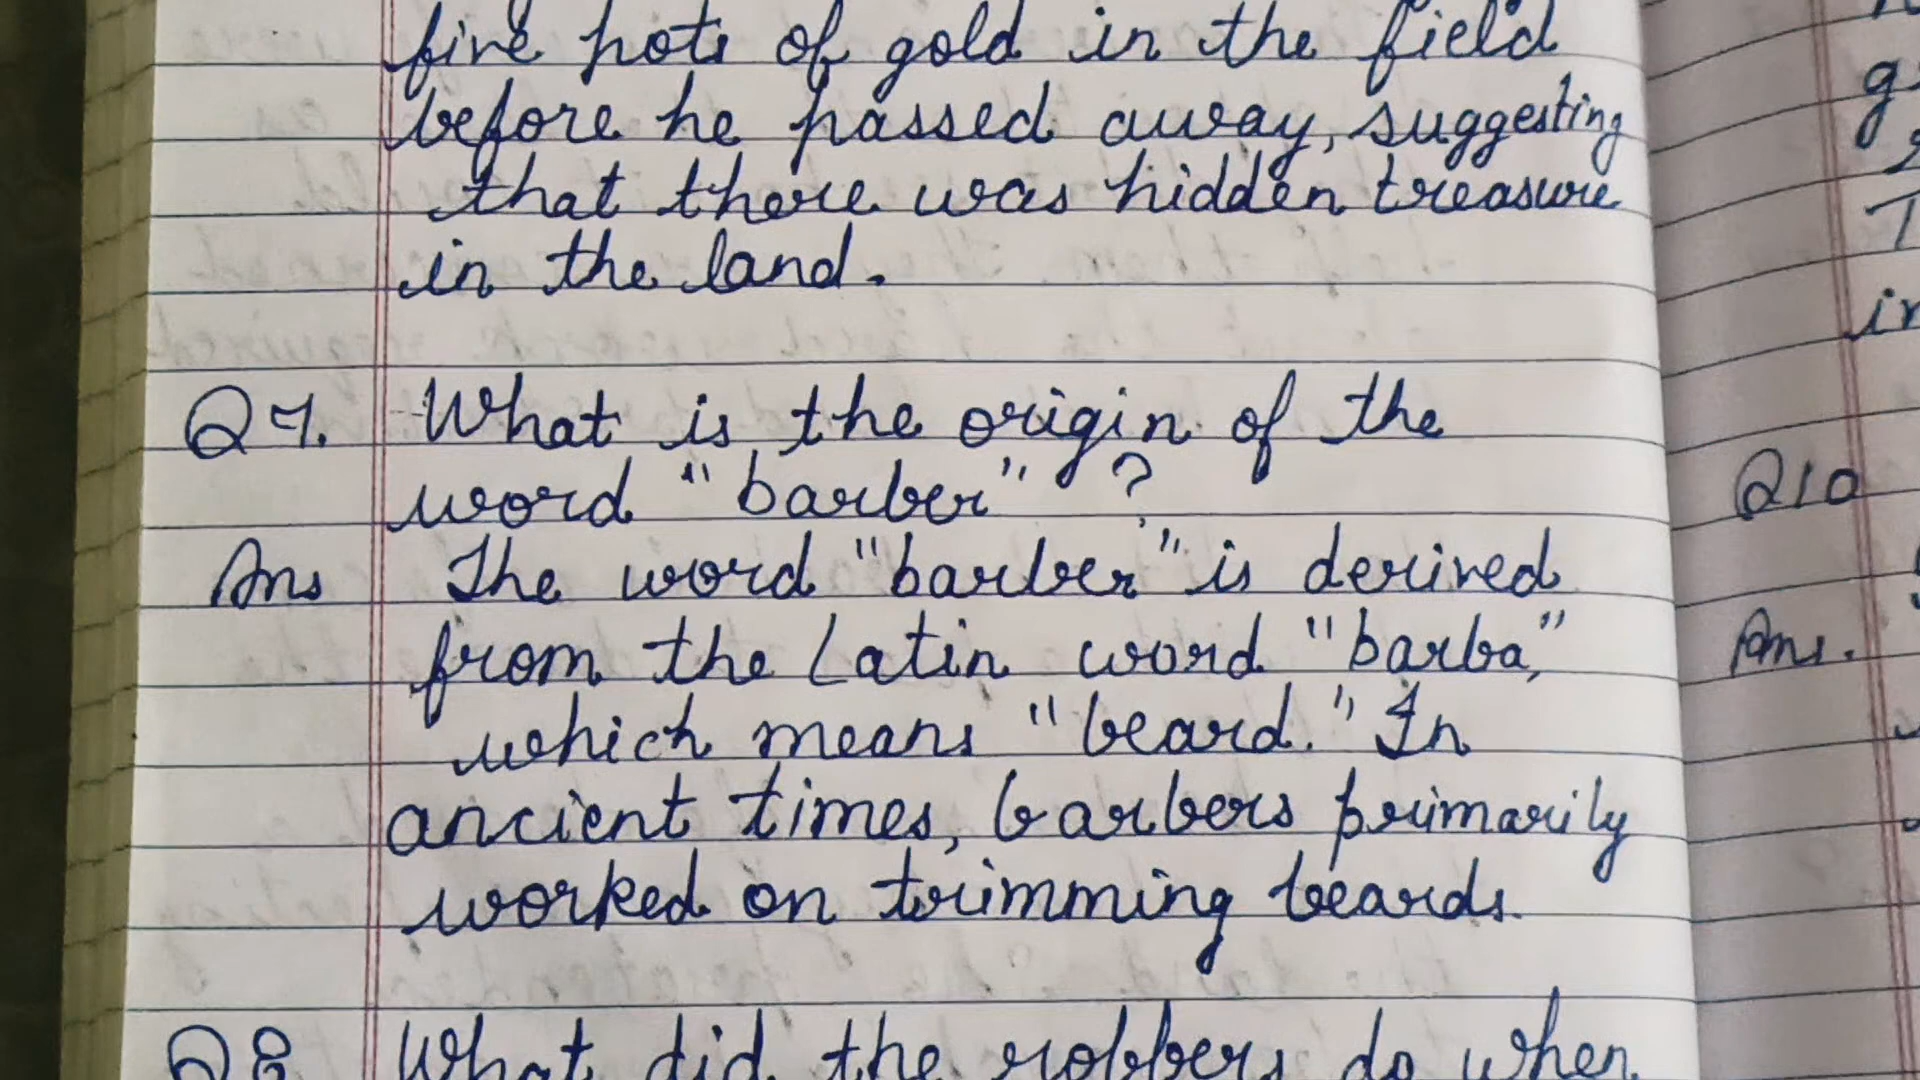 five pots of gold in the field
before he passed away, suggesting
that there was hidden treasure
in the land.
Q7. What is the origin of the
word "barber"?
Ans The word "barber" is derived
from the Latin word "barba,"
which means "beard." In
ancient times, barbers primarily
worked on trimming beards.
Q8 What did the robbers do when
Q10
Ans.